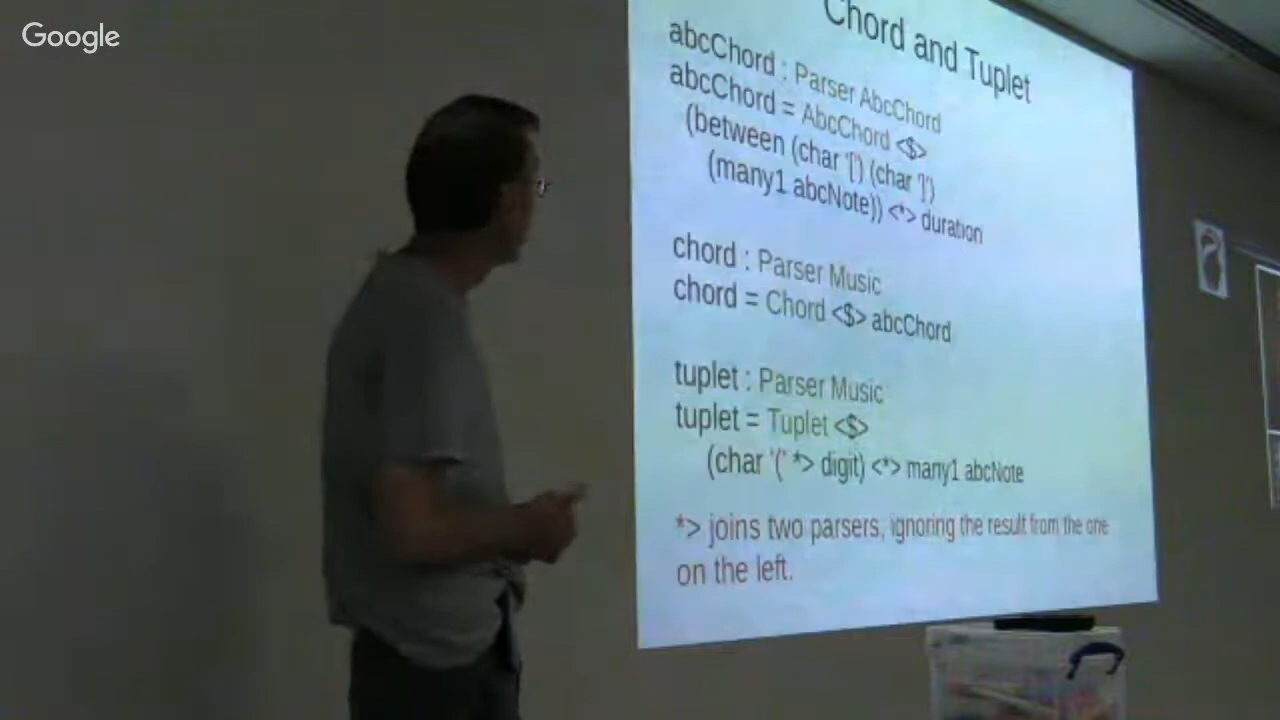 Google
Chord and Tuplet
abcChord : Parser AbcChord
abcChord = AbcChord <$>
(between (char '[') (char ']')
(many1 abcNote)) <*> duration
chord : Parser Music
chord = Chord <$> abcChord
tuplet : Parser Music
tuplet = Tuplet <$>
(char '(' *> digit) <*> many1 abcNote
*> joins two parsers, ignoring the result from the one
on the left.